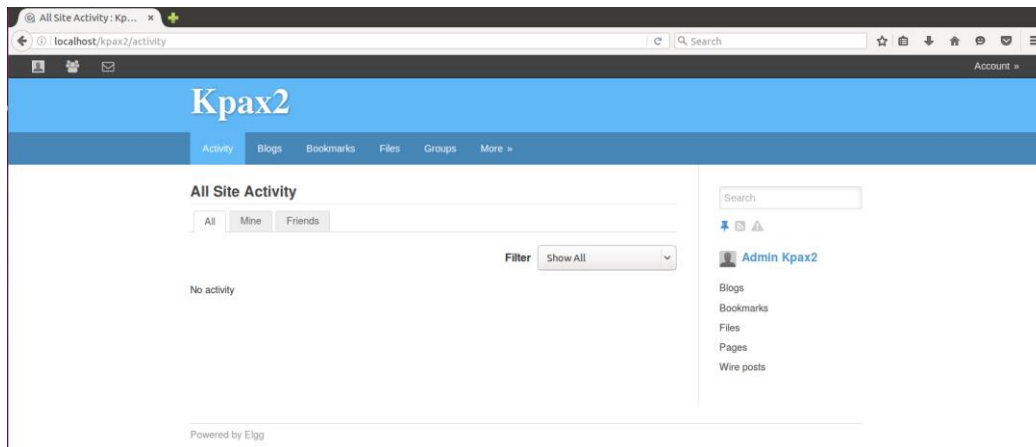 All Site Activity : Kp...
localhost/kpax2/activity
Search
Account »
Kpax2
Activity Blogs Bookmarks Files Groups More »
All Site Activity
All Mine Friends
Filter Show All
No activity
Search
Admin Kpax2
Blogs
Bookmarks
Files
Pages
Wire posts
Powered by Elgg